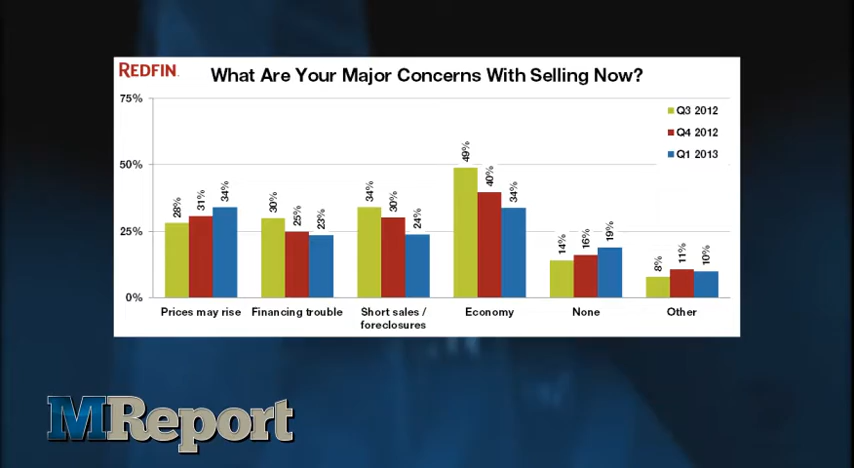 REDFIN
What Are Your Major Concerns With Selling Now?
75%
50%
25%
0%
Q3 2012
Q4 2012
Q1 2013
28%
31%
34%
30%
25%
23%
34%
30%
24%
49%
40%
34%
14%
16%
19%
8%
11%
10%
Prices may rise
Financing trouble
Short sales /
foreclosures
Economy
None
Other
MReport